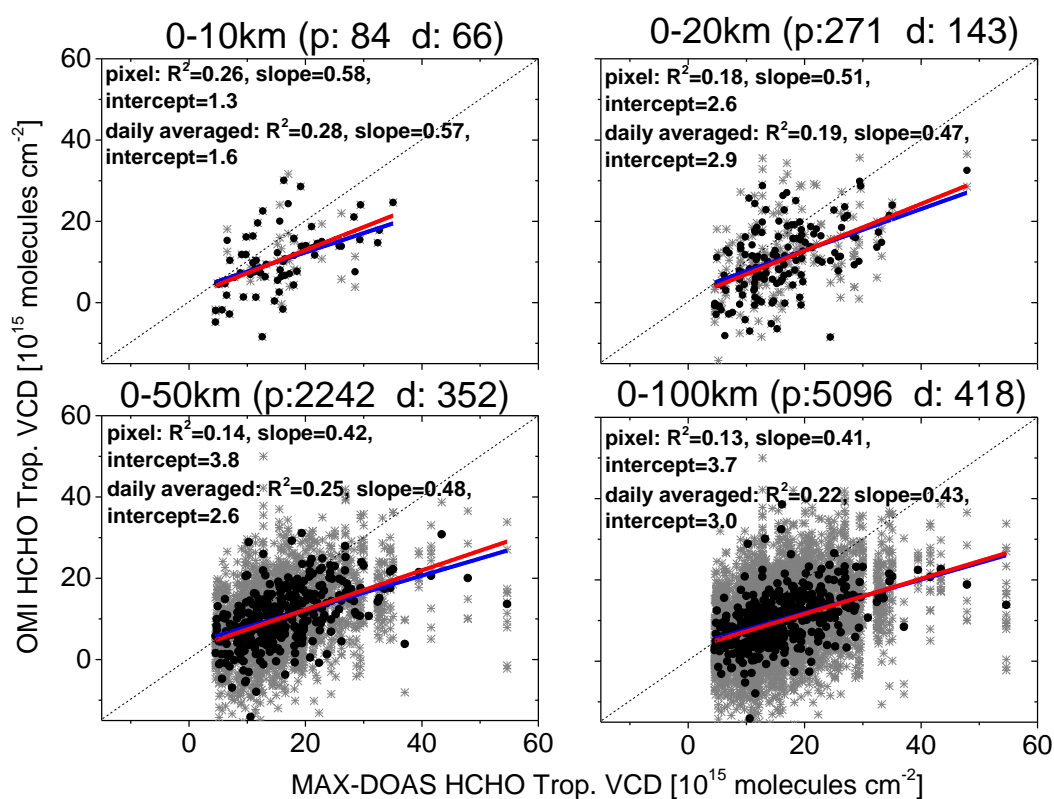 0-10km (p: 84 d: 66)
60
pixel: R²=0.26, slope=0.58,
intercept=1.3
daily averaged: R²=0.28, slope=0.57,
intercept=1.6
40
20
0
0-20km (p:271 d: 143)
pixel: R²=0.18, slope=0.51,
intercept=2.6
daily averaged: R²=0.19, slope=0.47,
intercept=2.9
0-50km (p:2242 d: 352)
60
pixel: R²=0.14, slope=0.42,
intercept=3.8
daily averaged: R²=0.25, slope=0.48,
intercept=2.6
40
20
0
0 20 40 60
0-100km (p:5096 d: 418)
pixel: R²=0.13, slope=0.41,
intercept=3.7
daily averaged: R²=0.22, slope=0.43,
intercept=3.0
0 20 40 60
OMI HCHO Trop. VCD [10¹⁵ molecules cm⁻²]
MAX-DOAS HCHO Trop. VCD [10¹⁵ molecules cm⁻²]